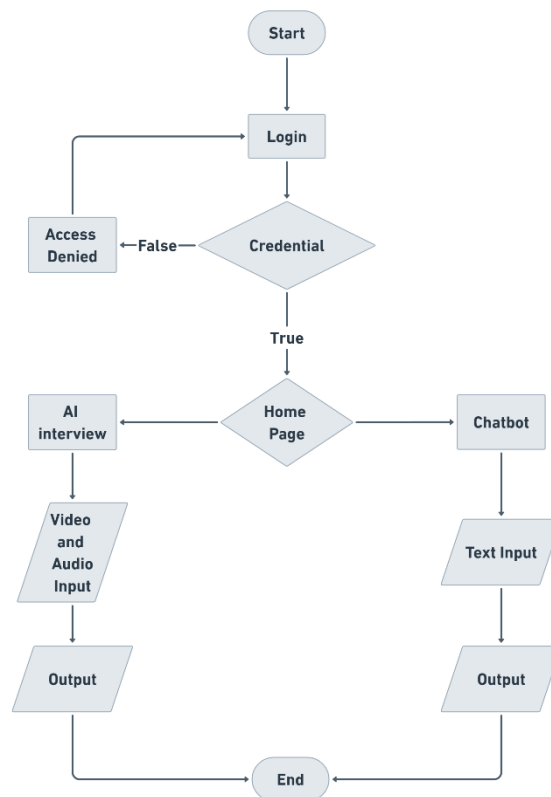 Start
Login
Access
Denied
False
Credential
True
AI
interview
Home
Page
Chatbot
Video
and
Audio
Input
Text Input
Output
Output
End